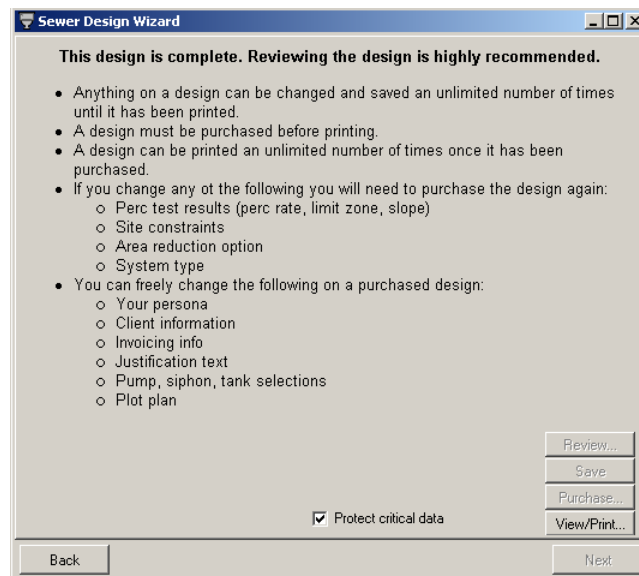 Sewer Design Wizard
This design is complete. Reviewing the design is highly recommended.
• Anything on a design can be changed and saved an unlimited number of times
until it has been printed.
• A design must be purchased before printing.
• A design can be printed an unlimited number of times once it has been
purchased.
• If you change any ot the following you will need to purchase the design again:
o Perc test results (perc rate, limit zone, slope)
o Site constraints
o Area reduction option
o System type
• You can freely change the following on a purchased design:
o Your persona
o Client information
o Invoicing info
o Justification text
o Pump, siphon, tank selections
o Plot plan
Review...
Save
Purchase...
Protect critical data
View/Print...
Back
Next